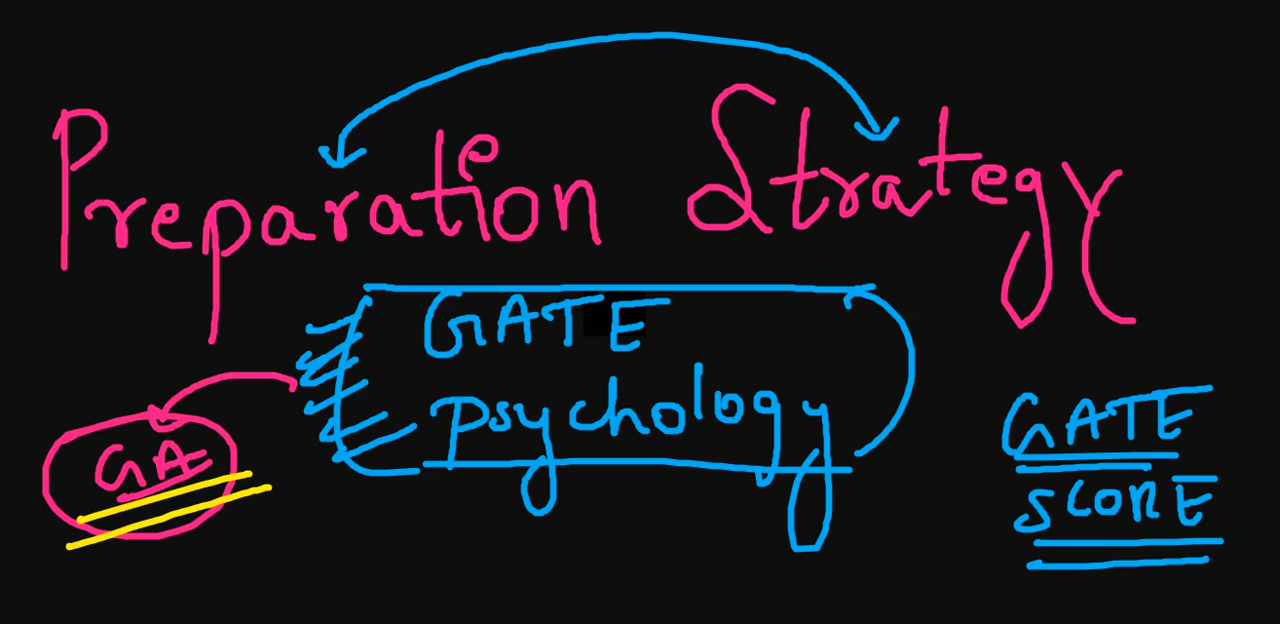 Preparation Strategy
GATE
psychology
GA
GATE
SCORE